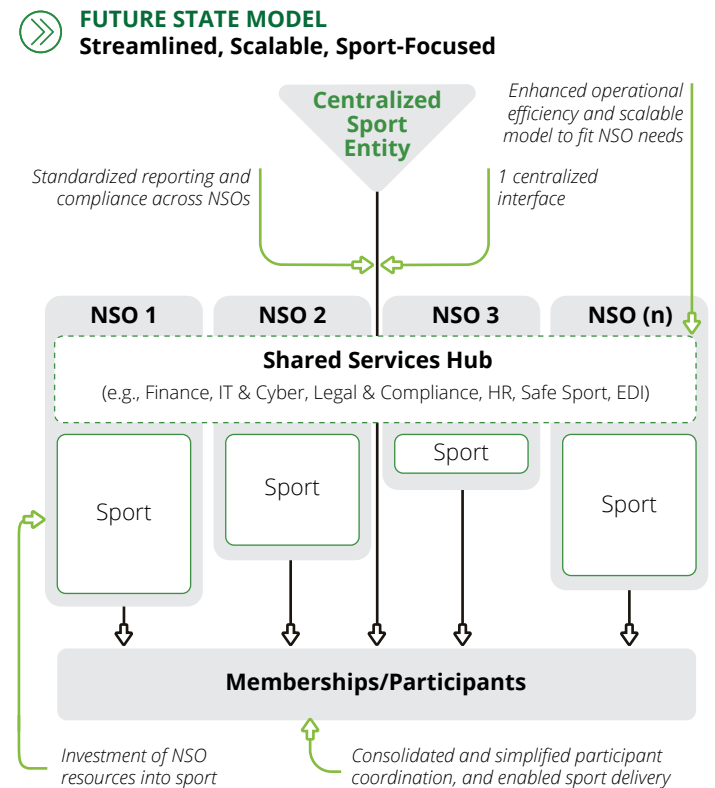 FUTURE STATE MODEL
Streamlined, Scalable, Sport-Focused
Centralized
Sport
Entity
Enhanced operational
efficiency and scalable
model to fit NSO needs
Standardized reporting and
compliance across NSOs
1 centralized
interface
NSO 1
NSO 2
NSO 3
NSO (n)
Shared Services Hub
(e.g., Finance, IT & Cyber, Legal & Compliance, HR, Safe Sport, EDI)
Sport
Sport
Sport
Sport
Memberships/Participants
Investment of NSO
resources into sport
Consolidated and simplified participant
coordination, and enabled sport delivery